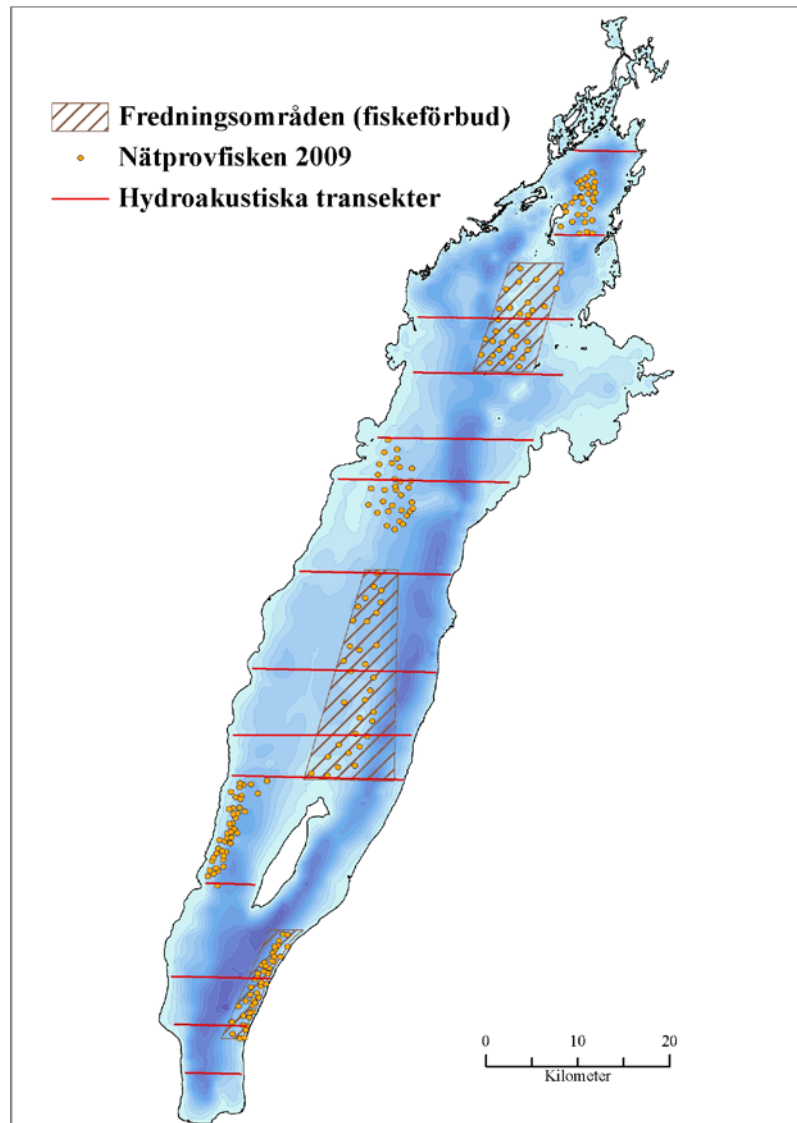 Fredningsområden (fiskeförbud)
Nätprovfisken 2009
Hydroakustiska transekter
0 10 20
Kilometer